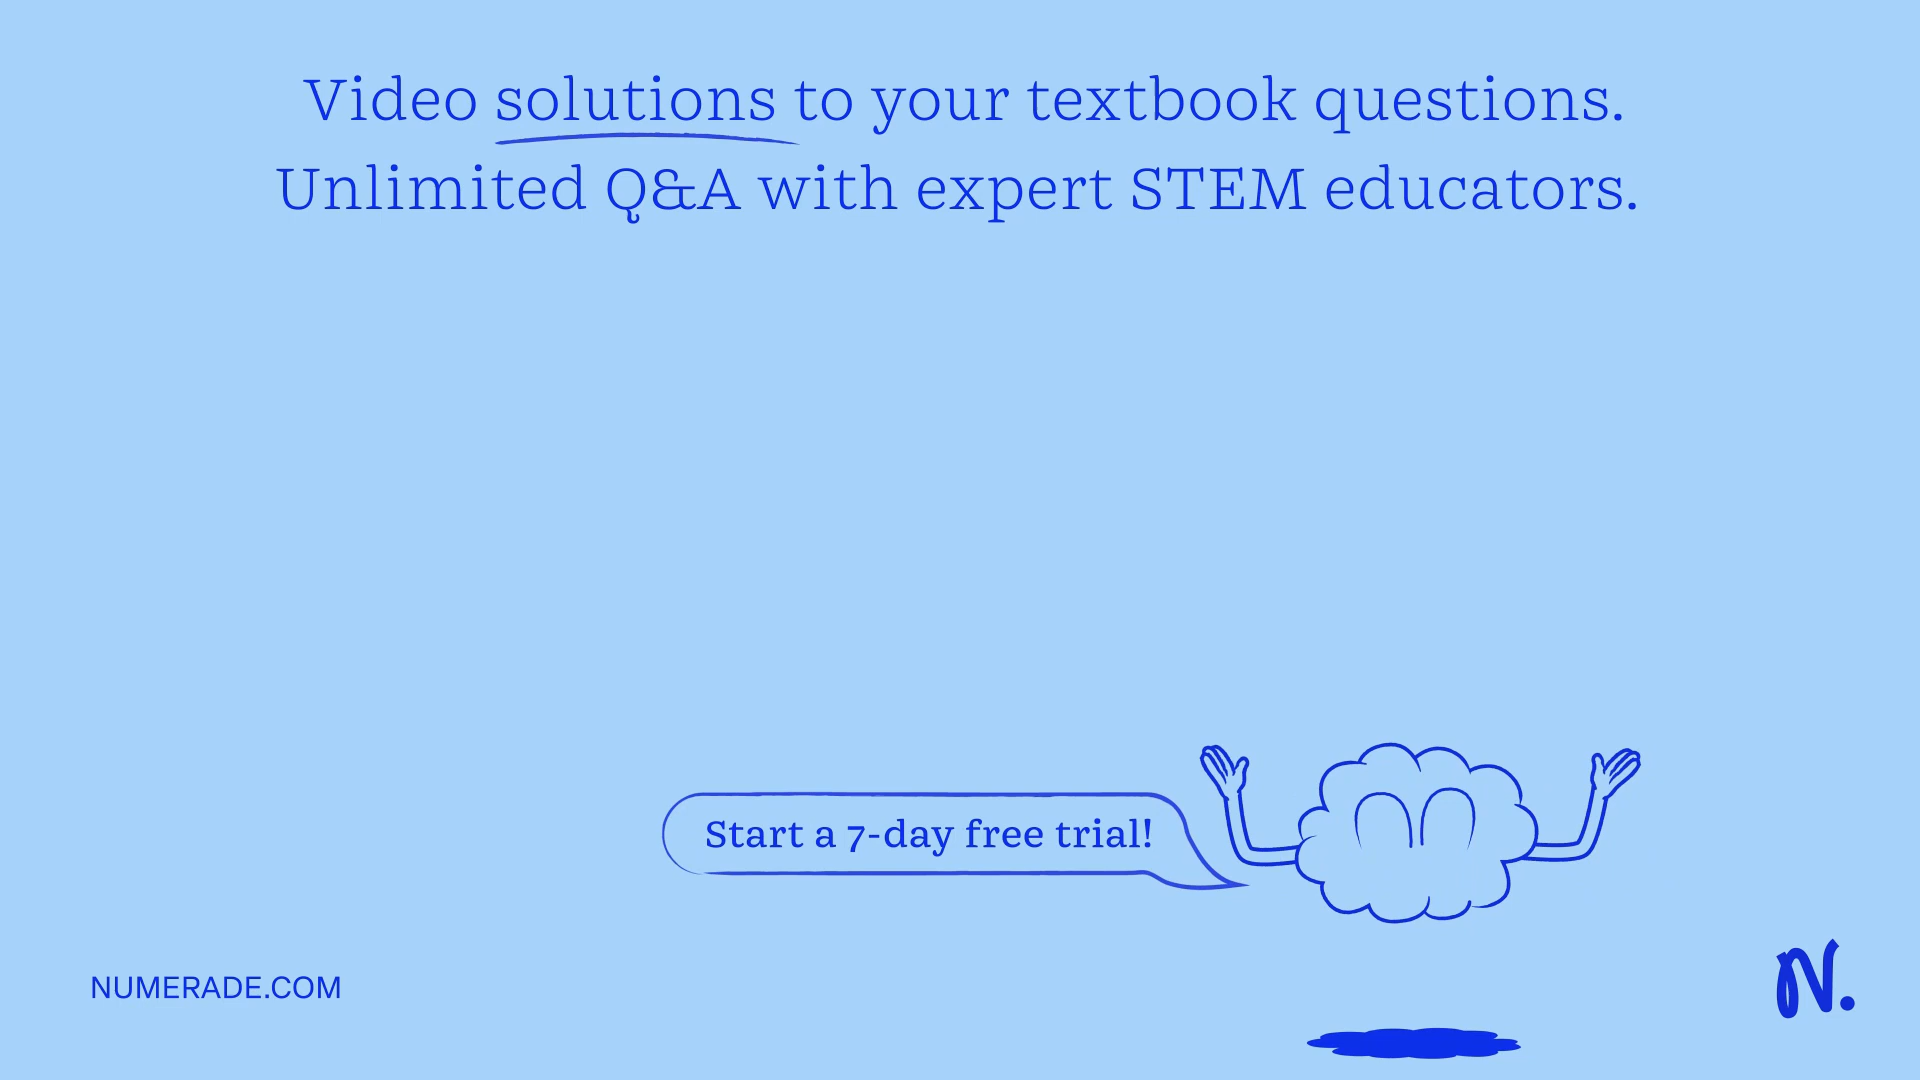 Video solutions to your textbook questions.
Unlimited Q&A with expert STEM educators.
Start a 7-day free trial!
NUMERADE.COM
N.